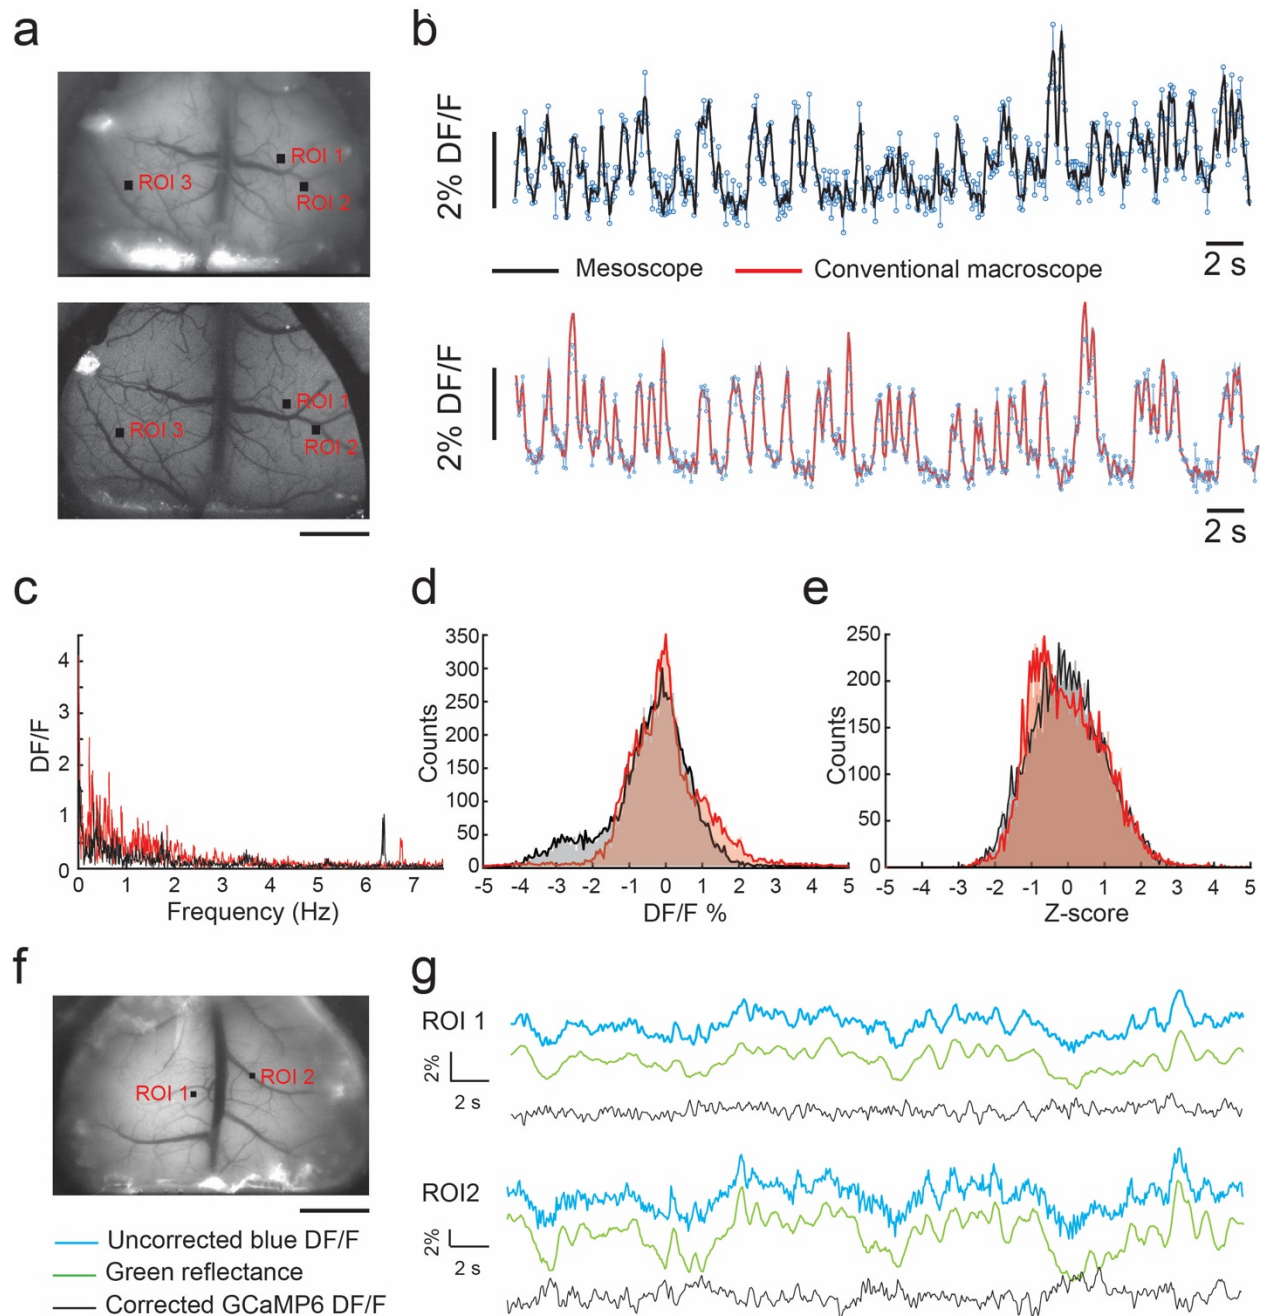 a
ROI 1
ROI 3
ROI 2
ROI 1
ROI 3
ROI 2
b
2% DF/F
2 s
Mesoscope
Conventional macroscope
2% DF/F
2 s
c
DF/F
4
3
2
1
0
0 1 2 3 4 5 6 7
Frequency (Hz)
d
Counts
350
300
250
200
150
100
50
0
-5 -4 -3 -2 -1 0 1 2 3 4 5
DF/F %
e
Counts
250
200
150
100
50
0
-5 -4 -3 -2 -1 0 1 2 3 4 5
Z-score
f
ROI 1
ROI 2
Uncorrected blue DF/F
Green reflectance
Corrected GCaMP6 DF/F
g
ROI 1
2%
2 s
ROI2
2%
2 s